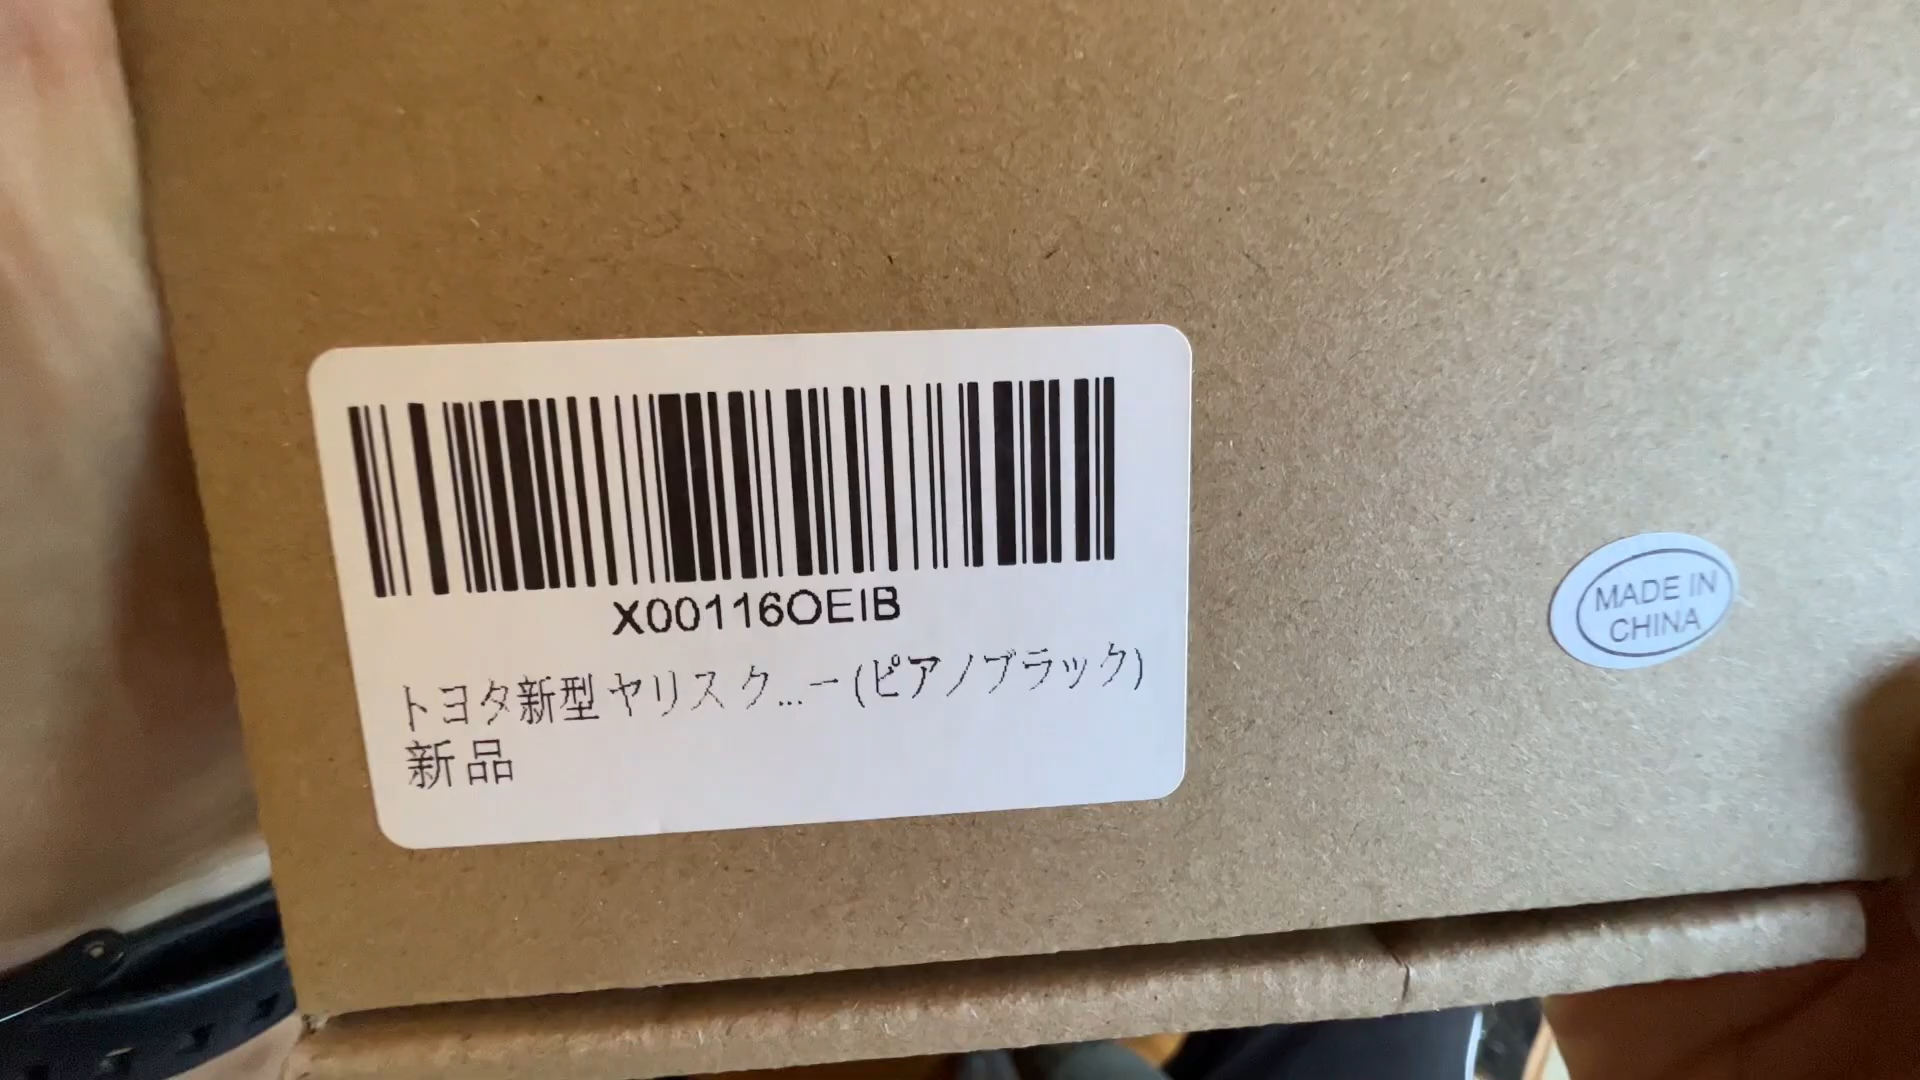 X00116OEIB
トヨタ新型 ヤリス ク...ー (ピアノブラック)
新品
MADE IN
CHINA